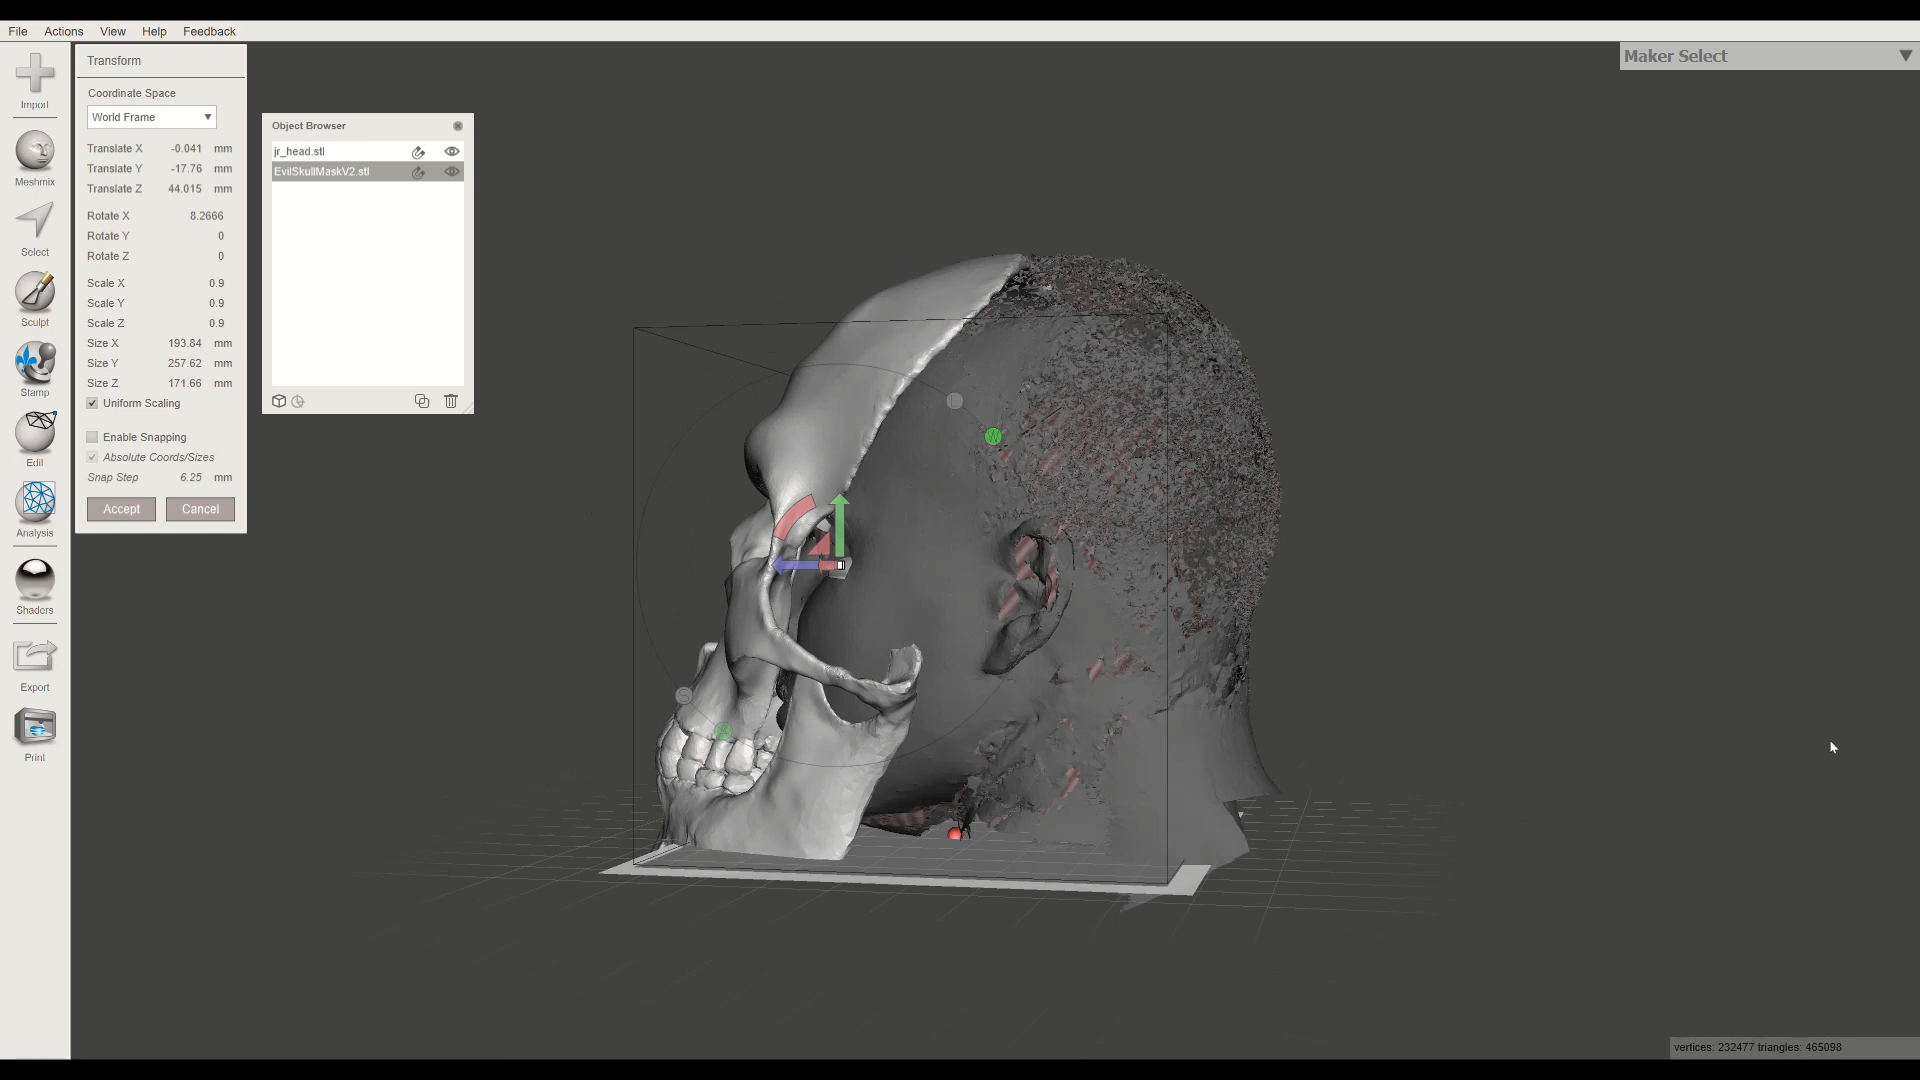 File Actions View Help Feedback
Maker Select
Import
Meshmix
Select
Sculpt
Stamp
Edit
Analysis
Shaders
Export
Print
Transform
Coordinate Space
World Frame
Translate X -0.041 mm
Translate Y -17.76 mm
Translate Z 44.015 mm
Rotate X 8.2666
Rotate Y 0
Rotate Z 0
Scale X 0.9
Scale Y 0.9
Scale Z 0.9
Size X 193.84 mm
Size Y 257.62 mm
Size Z 171.66 mm
Uniform Scaling
Enable Snapping
Absolute Coords/Sizes
Snap Step 6.25 mm
Accept Cancel
Object Browser
jr_head.stl
EvilSkullMaskV2.stl
W
S
vertices: 232477 triangles: 465098